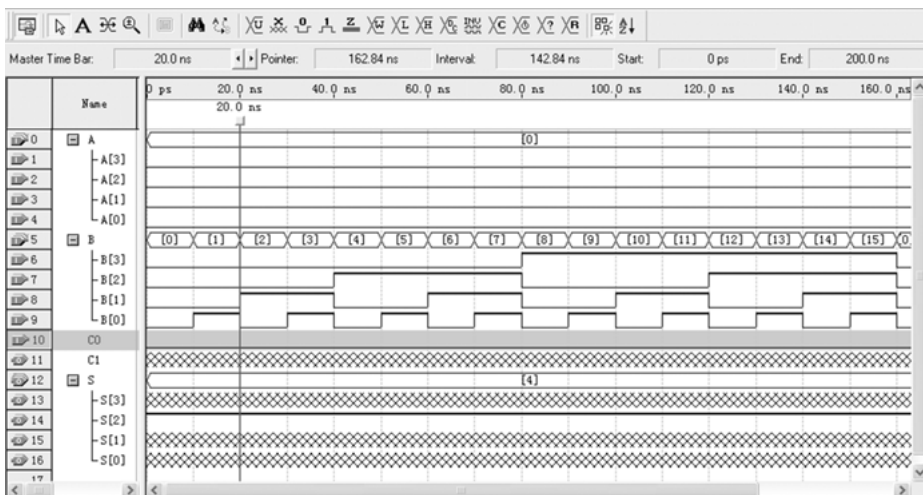 Master Time Bar: 20.0 ns Pointer: 162.84 ns Interval: 142.84 ns Start: 0 ps End: 200.0 ns
Name
0 ps 20.0 ns 40.0 ns 60.0 ns 80.0 ns 100.0 ns 120.0 ns 140.0 ns 160.0 ns
20.0 ns
0 A [0]
1 A[3]
2 A[2]
3 A[1]
4 A[0]
5 B [0] [1] [2] [3] [4] [5] [6] [7] [8] [9] [10] [11] [12] [13] [14] [15]
6 B[3]
7 B[2]
8 B[1]
9 B[0]
10 C0
11 C1
12 S [4]
13 S[3]
14 S[2]
15 S[1]
16 S[0]
17